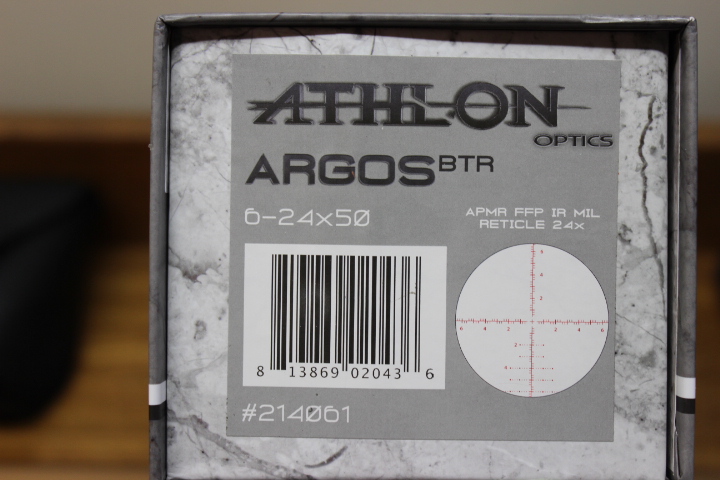 ATHLON
OPTICS
ARGOS BTR
6-24x50
APMR FFP IR MIL
RETICLE 24x
8 13869 02043 6
#214061